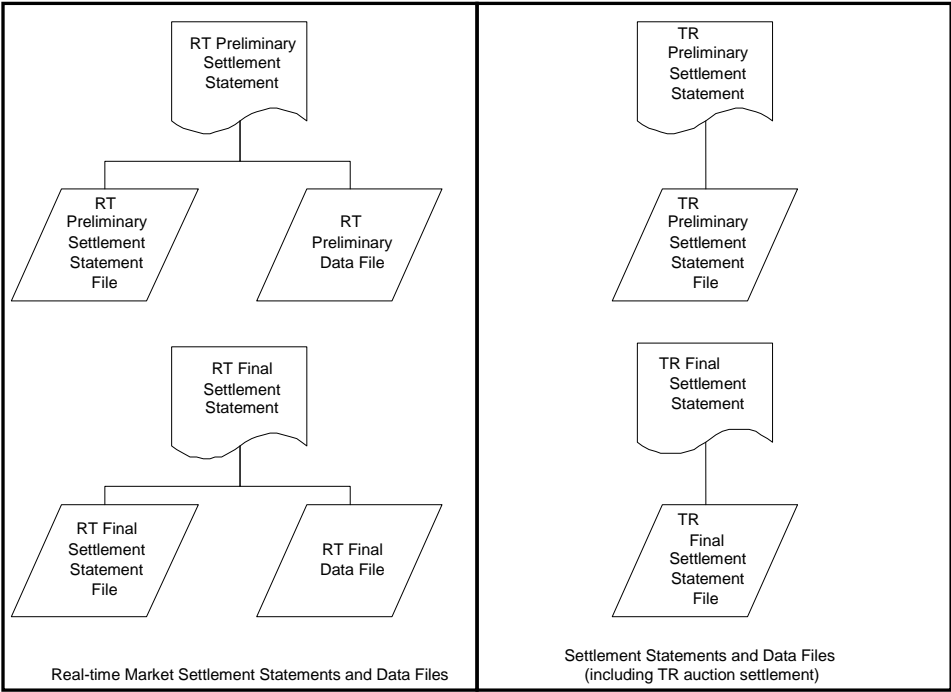 RT Preliminary
Settlement
Statement
RT
Preliminary
Settlement
Statement
File
RT
Preliminary
Data File
RT Final
Settlement
Statement
RT Final
Settlement
Statement
File
RT Final
Data File
Real-time Market Settlement Statements and Data Files
TR
Preliminary
Settlement
Statement
TR
Preliminary
Settlement
Statement
File
TR Final
Settlement
Statement
TR
Final
Settlement
Statement
File
Settlement Statements and Data Files
(including TR auction settlement)